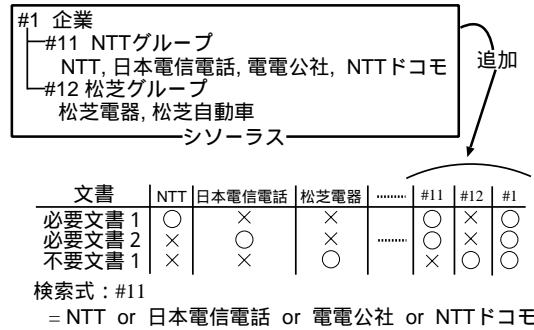 #1 企業
#11 NTTグループ
NTT, 日本電信電話, 電電公社, NTTドコモ
#12 松芝グループ
松芝電器, 松芝自動車
シソーラス
追加
文書 NTT 日本電信電話 松芝電器 ......... #11 #12 #1
必要文書1 ○ × × ○ × ○
必要文書2 × ○ × ......... ○ × ○
不要文書1 × × ○ × ○ ○
検索式:#11
= NTT or 日本電信電話 or 電電公社 or NTTドコモ